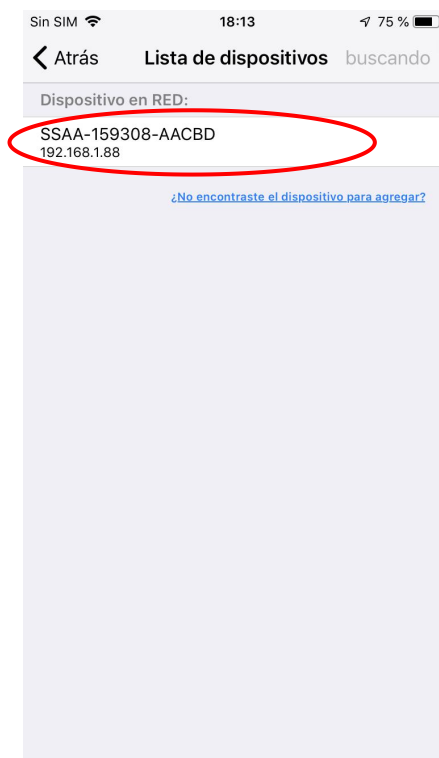 Sin SIM 18:13 75 %
Atrás Lista de dispositivos buscando
Dispositivo en RED:
SSAA-159308-AACBD
192.168.1.88
¿No encontraste el dispositivo para agregar?